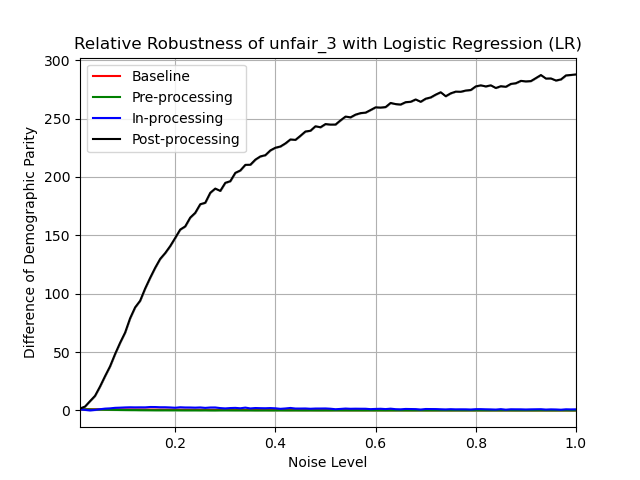 Relative Robustness of unfair_3 with Logistic Regression (LR)
300
250
200
150
100
50
0
Difference of Demographic Parity
Baseline
Pre-processing
In-processing
Post-processing
0.2 0.4 0.6 0.8 1.0
Noise Level